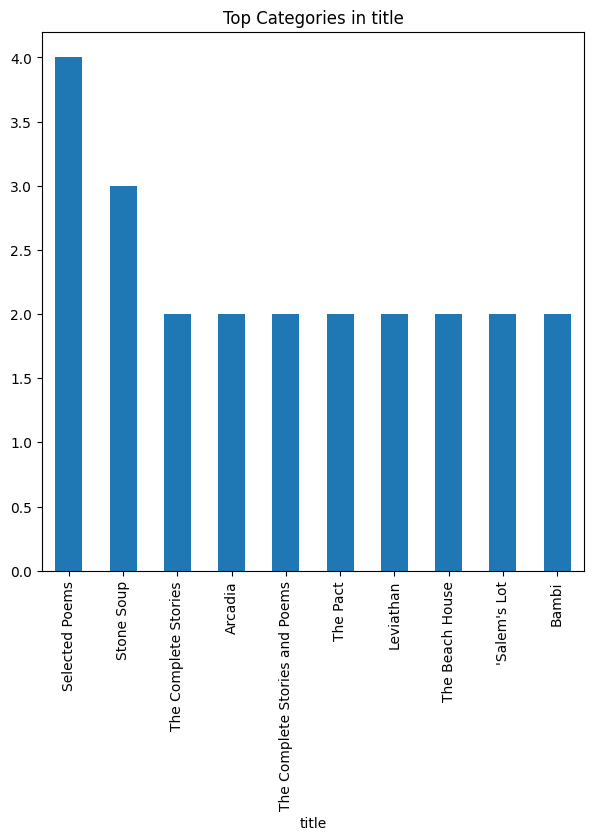 Top Categories in title
4.0
3.5
3.0
2.5
2.0
1.5
1.0
0.5
0.0
Selected Poems
Stone Soup
The Complete Stories
Arcadia
The Complete Stories and Poems
The Pact
Leviathan
The Beach House
'Salem's Lot
Bambi
title